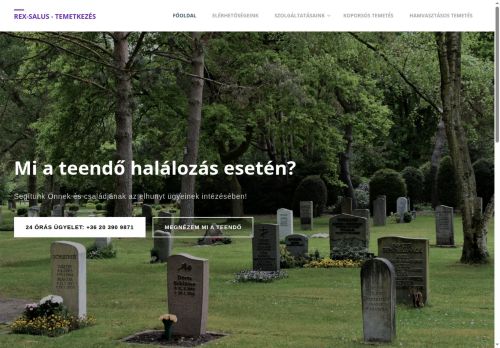 REX-SALUS - TEMETKEZÉS
FŐOLDAL
ELÉRHETŐSÉGEINK
SZOLGÁLTATÁSAINK
KOPORSÓS TEMETÉS
HAMVASZTÁSOS TEMETÉS
Mi a teendő halálozás esetén?
Segítünk Önnek és családjának az elhunyt ügyeinek intézésében!
24 ÓRÁS ÜGYELET: +36 20 390 9871
MEGNÉZEM MI A TEENDŐ